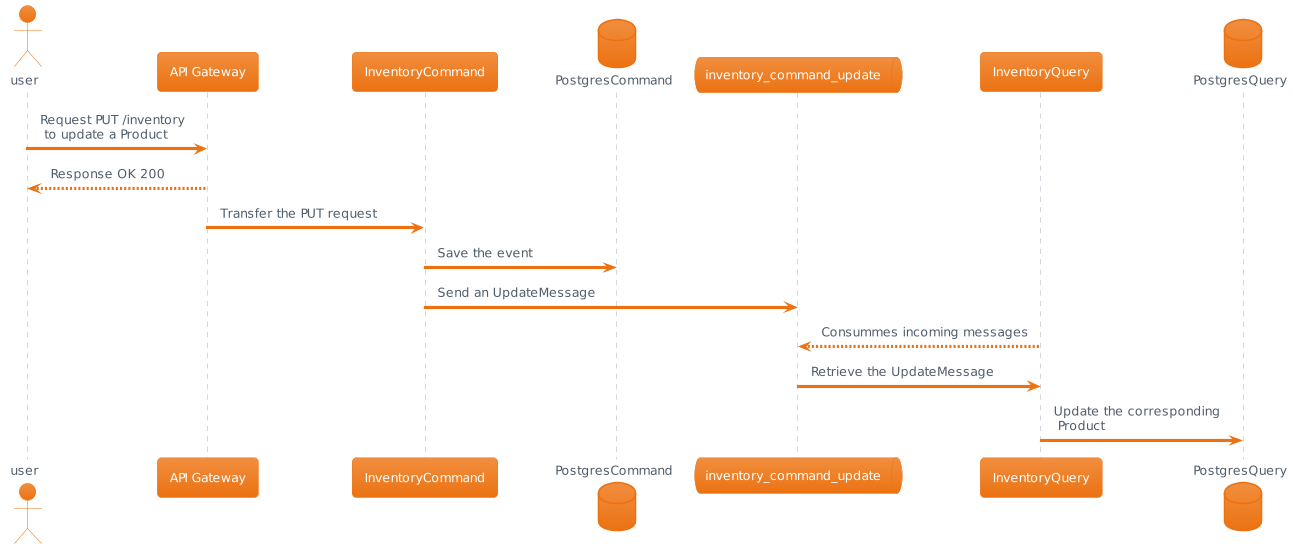 user
API Gateway
InventoryCommand
PostgresCommand
inventory_command_update
InventoryQuery
PostgresQuery
Request PUT /inventory
to update a Product
Response OK 200
Transfer the PUT request
Save the event
Send an UpdateMessage
Consummes incoming messages
Retrieve the UpdateMessage
Update the corresponding
Product
user
API Gateway
InventoryCommand
PostgresCommand
inventory_command_update
InventoryQuery
PostgresQuery